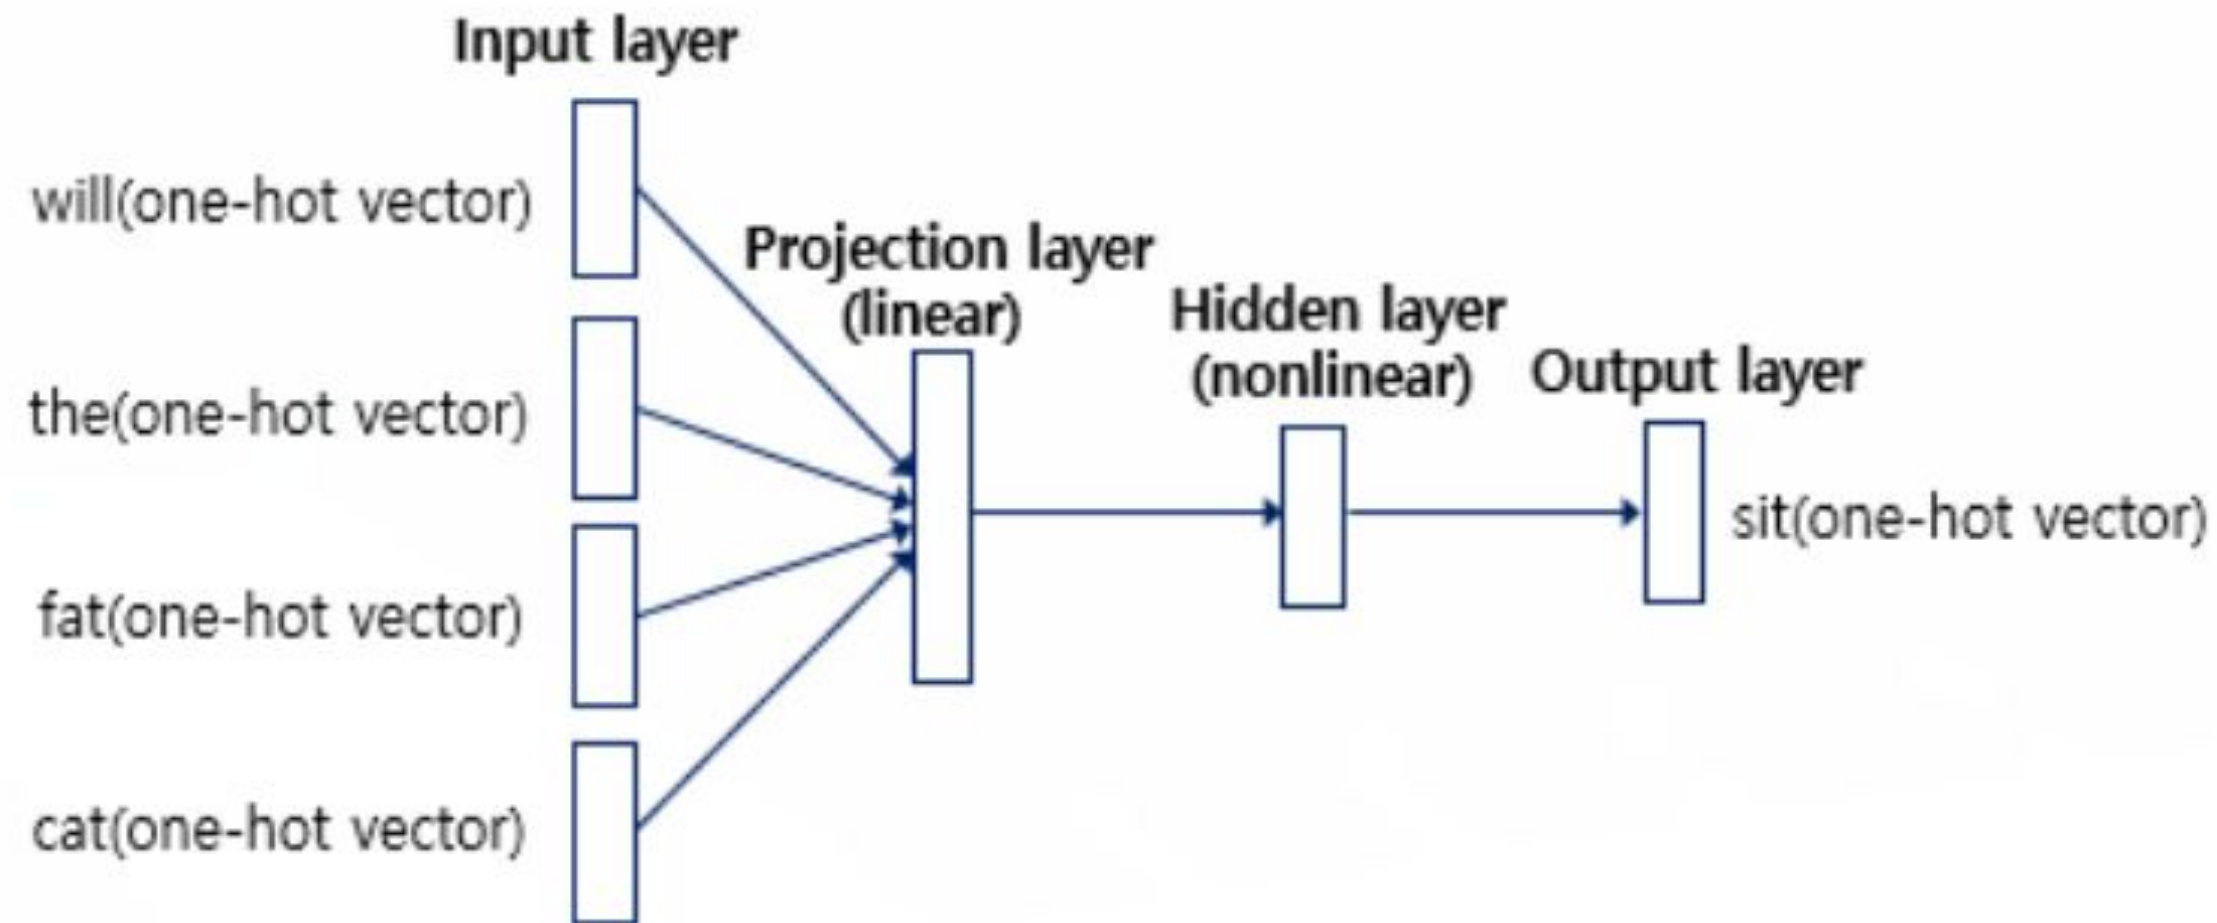 Input layer
will(one-hot vector)
the(one-hot vector)
fat(one-hot vector)
cat(one-hot vector)
Projection layer
(linear)
Hidden layer
(nonlinear)
Output layer
sit(one-hot vector)